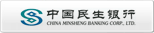 中国民生银行
CHINA MINSHENG BANKING CORP., LTD.